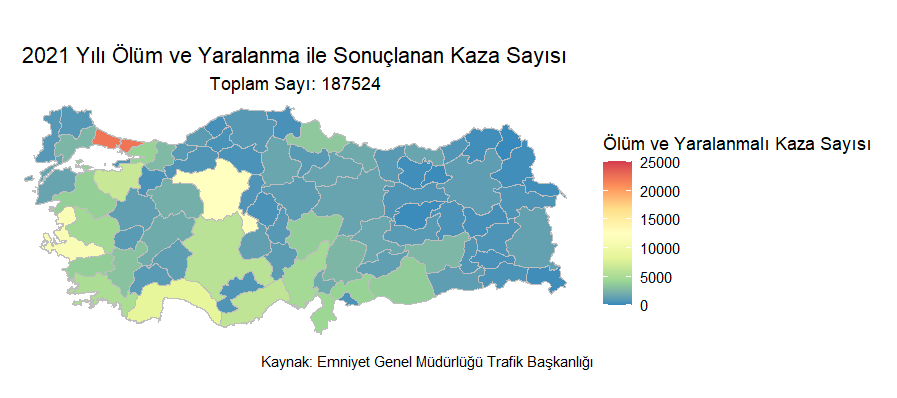 2021 Yılı Ölüm ve Yaralanma ile Sonuçlanan Kaza Sayısı
Toplam Sayı: 187524
Ölüm ve Yaralanmalı Kaza Sayısı
25000
20000
15000
10000
5000
0
Kaynak: Emniyet Genel Müdürlüğü Trafik Başkanlığı